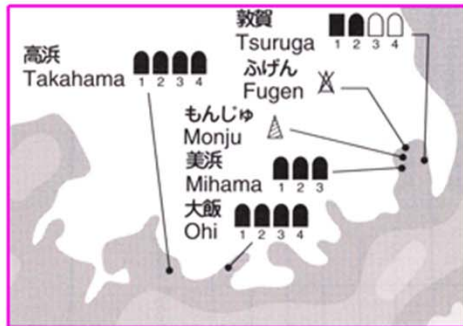 敦賀
Tsuruga
1 2 3 4
高浜
Takahama
1 2 3 4
ふげん
Fugen
もんじゅ
Monju
美浜
Mihama
1 2 3
大飯
Ohi
1 2 3 4